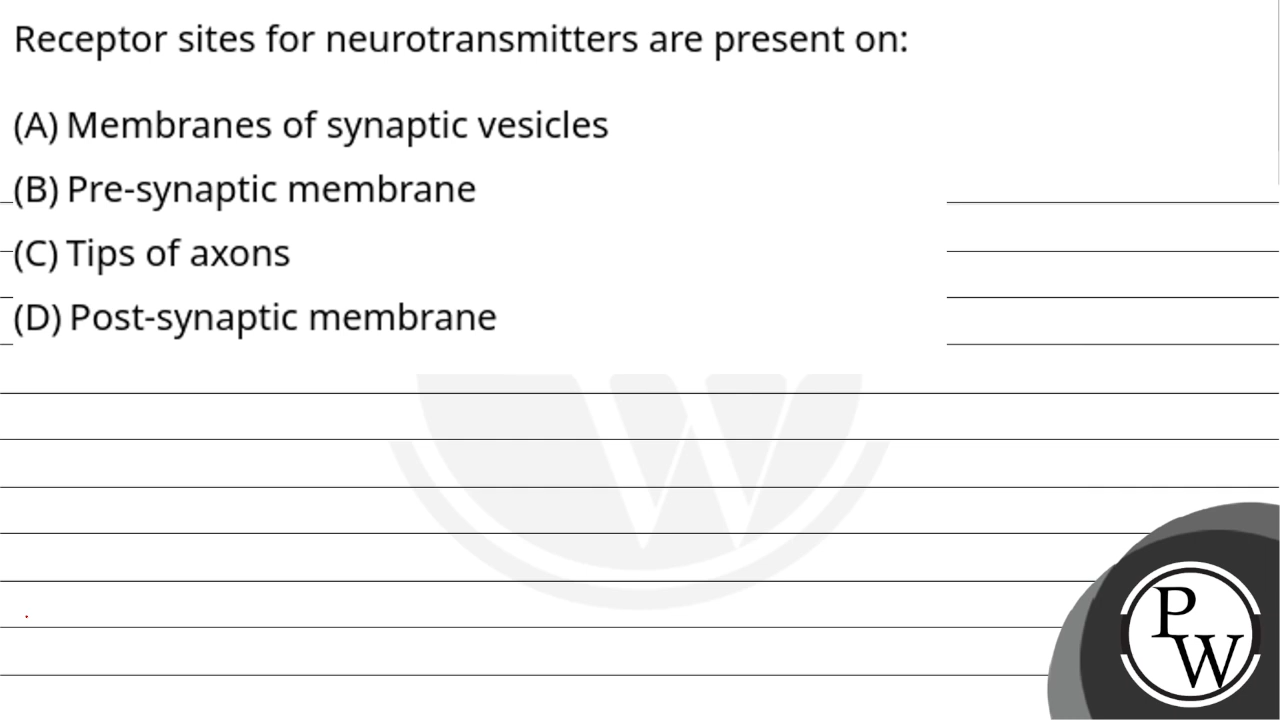 Receptor sites for neurotransmitters are present on:
(A) Membranes of synaptic vesicles
(B) Pre-synaptic membrane
(C) Tips of axons
(D) Post-synaptic membrane
P
W